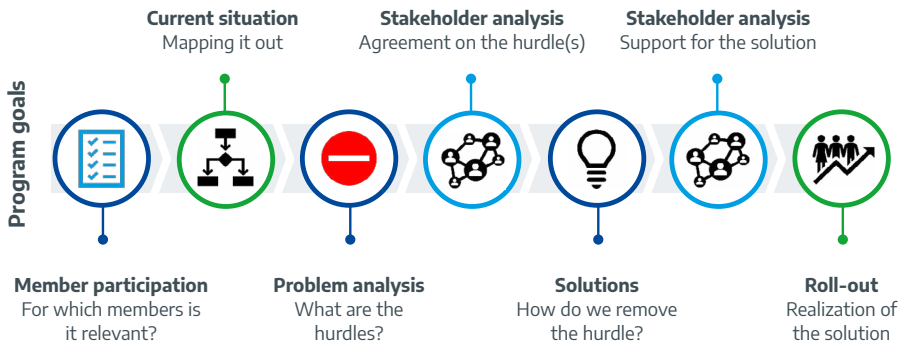 Current situation
Mapping it out
Stakeholder analysis
Agreement on the hurdle(s)
Stakeholder analysis
Support for the solution
Program goals
Member participation
For which members is
it relevant?
Problem analysis
What are the
hurdles?
Solutions
How do we remove
the hurdle?
Roll-out
Realization of
the solution